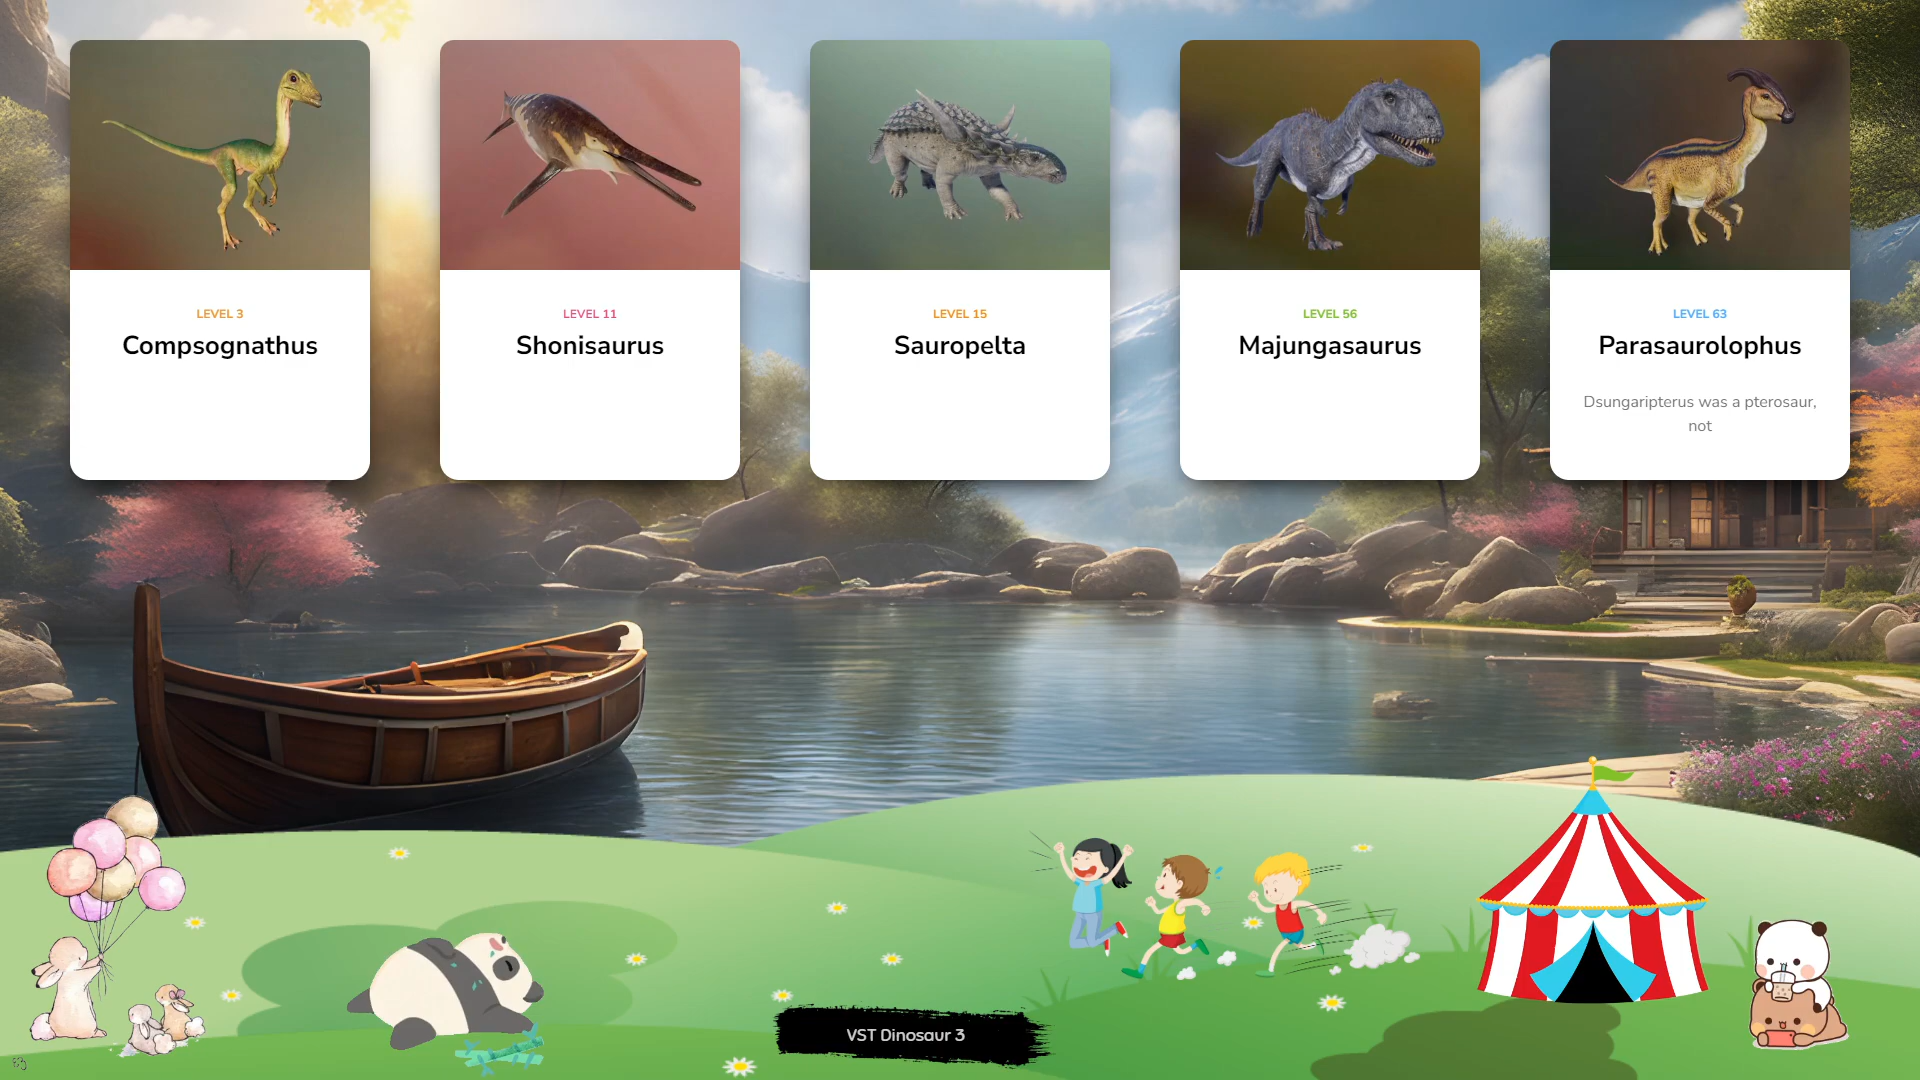 LEVEL 3
Compsognathus
LEVEL 11
Shonisaurus
LEVEL 15
Sauropelta
LEVEL 56
Majungasaurus
LEVEL 63
Parasaurolophus
Dsungaripterus was a pterosaur,
not
VST Dinosaur 3